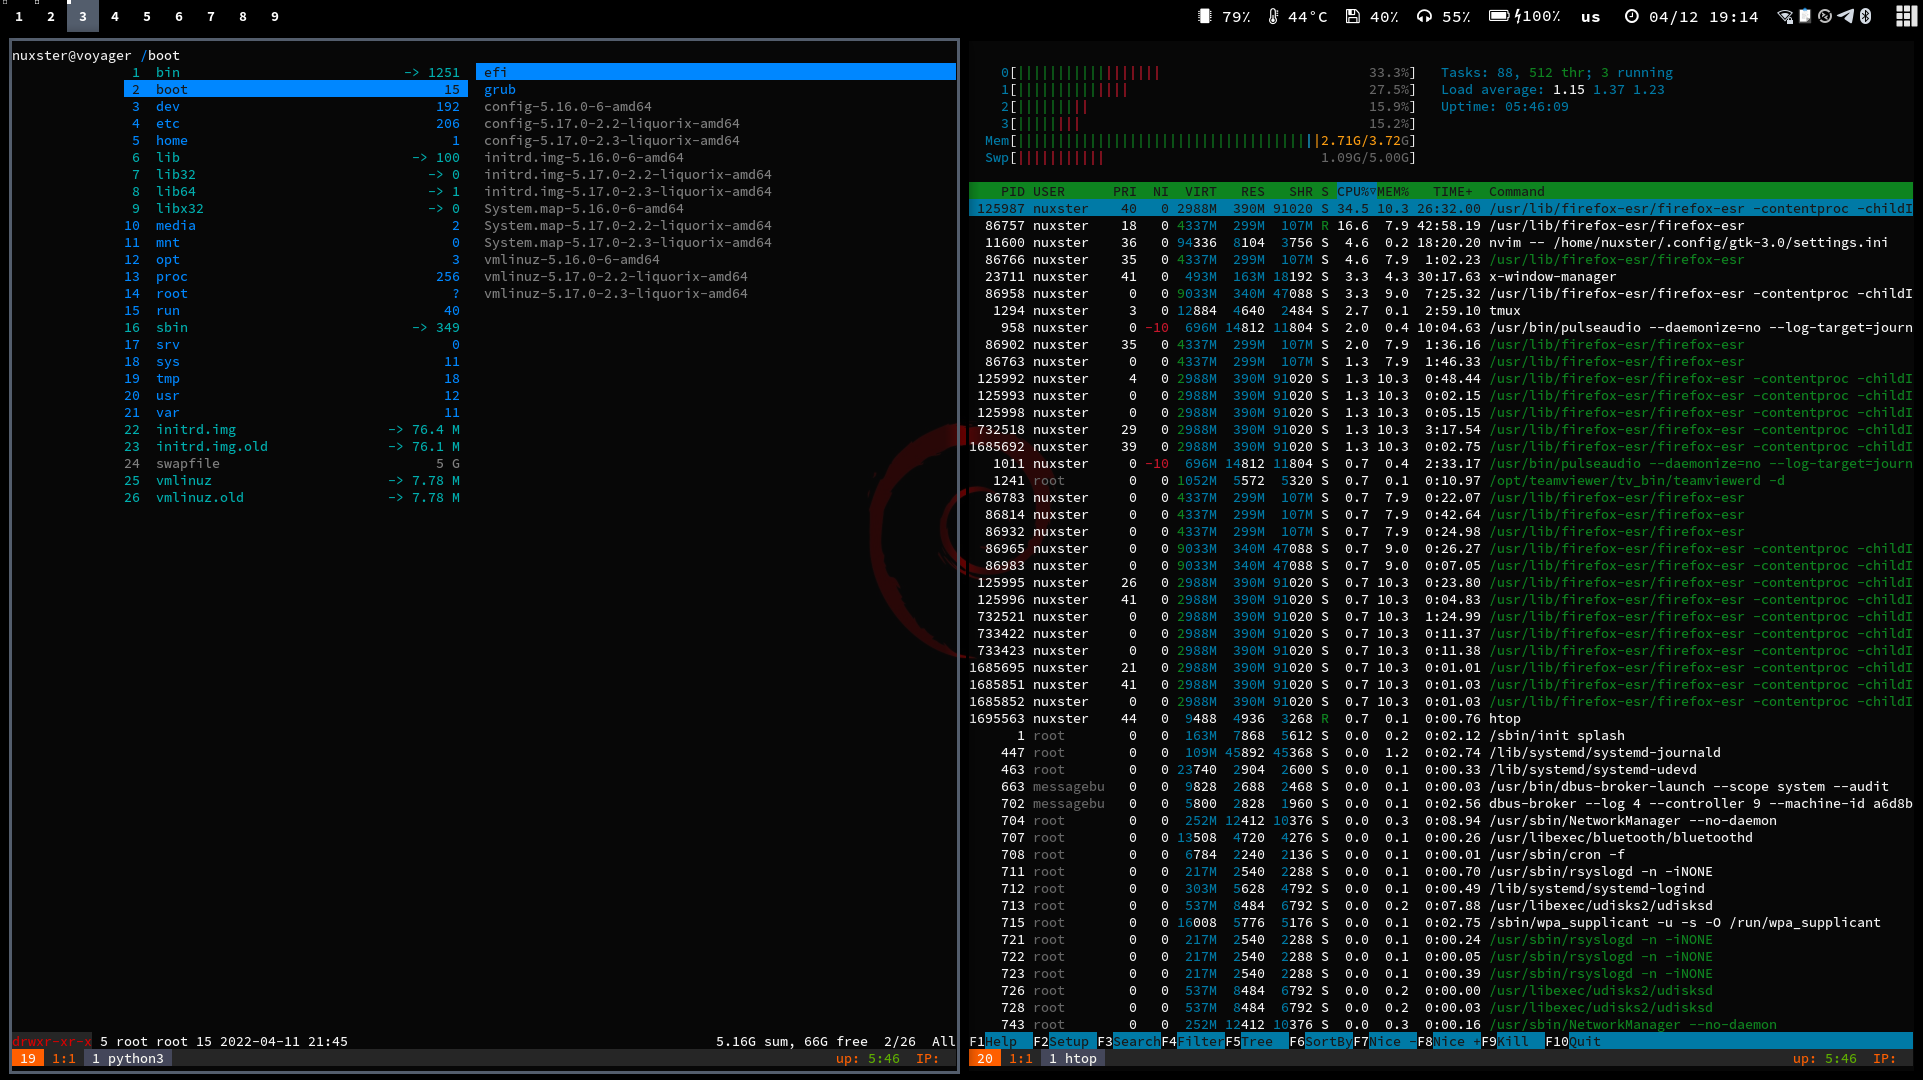 1 2 3 4 5 6 7 8 9 79% 44°C 40% 55% 100% us 04/12 19:14
nuxster@voyager /boot
1 bin -> 1251
2 boot 15
3 dev 192
4 etc 206
5 home 1
6 lib -> 100
7 lib32 -> 0
8 lib64 -> 1
9 libx32 -> 0
10 media 2
11 mnt 0
12 opt 3
13 proc 256
14 root ?
15 run 40
16 sbin -> 349
17 srv 0
18 sys 11
19 tmp 18
20 usr 12
21 var 11
22 initrd.img -> 76.4 M
23 initrd.img.old -> 76.1 M
24 swapfile 5 G
25 vmlinuz -> 7.78 M
26 vmlinuz.old -> 7.78 M
efi
grub
config-5.16.0-6-amd64
config-5.17.0-2.2-liquorix-amd64
config-5.17.0-2.3-liquorix-amd64
initrd.img-5.16.0-6-amd64
initrd.img-5.17.0-2.2-liquorix-amd64
initrd.img-5.17.0-2.3-liquorix-amd64
System.map-5.16.0-6-amd64
System.map-5.17.0-2.2-liquorix-amd64
System.map-5.17.0-2.3-liquorix-amd64
vmlinuz-5.16.0-6-amd64
vmlinuz-5.17.0-2.2-liquorix-amd64
vmlinuz-5.17.0-2.3-liquorix-amd64
drwxr-xr-x 5 root root 15 2022-04-11 21:45 5.16G sum, 66G free 2/26 All
19 1:1 1 python3 up: 5:46 IP:
0[||||||||||||||||||33.3%] Tasks: 88, 512 thr; 3 running
1[||||||||||||||27.5%] Load average: 1.15 1.37 1.23
2[|||||||||15.9%] Uptime: 05:46:09
3[||||||||15.2%]
Mem[||||||||||||||||||||||||||||||||||||||2.71G/3.72G]
Swp[|||||||||||1.09G/5.00G]
PID USER PRI NI VIRT RES SHR S CPU%▽MEM% TIME+ Command
125987 nuxster 40 0 2988M 390M 91020 S 34.5 10.3 26:32.00 /usr/lib/firefox-esr/firefox-esr -contentproc -childI
86757 nuxster 18 0 4337M 299M 107M R 16.6 7.9 42:58.19 /usr/lib/firefox-esr/firefox-esr
11600 nuxster 36 0 94336 8104 3756 S 4.6 0.2 18:20.20 nvim -- /home/nuxster/.config/gtk-3.0/settings.ini
86766 nuxster 35 0 4337M 299M 107M S 4.6 7.9 1:02.23 /usr/lib/firefox-esr/firefox-esr
23711 nuxster 41 0 493M 163M 18192 S 3.3 4.3 30:17.63 x-window-manager
86958 nuxster 0 0 9033M 340M 47088 S 3.3 9.0 7:25.32 /usr/lib/firefox-esr/firefox-esr -contentproc -childI
1294 nuxster 3 0 12884 4640 2484 S 2.7 0.1 2:59.10 tmux
958 nuxster 0 -10 696M 14812 11804 S 2.0 0.4 10:04.63 /usr/bin/pulseaudio --daemonize=no --log-target=journ
86902 nuxster 35 0 4337M 299M 107M S 2.0 7.9 1:36.16 /usr/lib/firefox-esr/firefox-esr
86763 nuxster 0 0 4337M 299M 107M S 1.3 7.9 1:46.33 /usr/lib/firefox-esr/firefox-esr
125992 nuxster 4 0 2988M 390M 91020 S 1.3 10.3 0:48.44 /usr/lib/firefox-esr/firefox-esr -contentproc -childI
125993 nuxster 0 0 2988M 390M 91020 S 1.3 10.3 0:02.15 /usr/lib/firefox-esr/firefox-esr -contentproc -childI
125998 nuxster 0 0 2988M 390M 91020 S 1.3 10.3 0:05.15 /usr/lib/firefox-esr/firefox-esr -contentproc -childI
732518 nuxster 29 0 2988M 390M 91020 S 1.3 10.3 3:17.54 /usr/lib/firefox-esr/firefox-esr -contentproc -childI
1685692 nuxster 39 0 2988M 390M 91020 S 1.3 10.3 0:02.75 /usr/lib/firefox-esr/firefox-esr -contentproc -childI
1011 nuxster 0 -10 696M 14812 11804 S 0.7 0.4 2:33.17 /usr/bin/pulseaudio --daemonize=no --log-target=journ
1241 root 0 0 1052M 5572 5320 S 0.7 0.1 0:10.97 /opt/teamviewer/tv_bin/teamviewerd -d
86783 nuxster 0 0 4337M 299M 107M S 0.7 7.9 0:22.07 /usr/lib/firefox-esr/firefox-esr
86814 nuxster 0 0 4337M 299M 107M S 0.7 7.9 0:42.64 /usr/lib/firefox-esr/firefox-esr
86932 nuxster 0 0 4337M 299M 107M S 0.7 7.9 0:24.98 /usr/lib/firefox-esr/firefox-esr
86965 nuxster 0 0 9033M 340M 47088 S 0.7 9.0 0:26.27 /usr/lib/firefox-esr/firefox-esr -contentproc -childI
86983 nuxster 0 0 9033M 340M 47088 S 0.7 9.0 0:07.05 /usr/lib/firefox-esr/firefox-esr -contentproc -childI
125995 nuxster 26 0 2988M 390M 91020 S 0.7 10.3 0:23.80 /usr/lib/firefox-esr/firefox-esr -contentproc -childI
125996 nuxster 41 0 2988M 390M 91020 S 0.7 10.3 0:04.83 /usr/lib/firefox-esr/firefox-esr -contentproc -childI
732521 nuxster 0 0 2988M 390M 91020 S 0.7 10.3 1:24.99 /usr/lib/firefox-esr/firefox-esr -contentproc -childI
733422 nuxster 0 0 2988M 390M 91020 S 0.7 10.3 0:11.37 /usr/lib/firefox-esr/firefox-esr -contentproc -childI
733423 nuxster 0 0 2988M 390M 91020 S 0.7 10.3 0:11.38 /usr/lib/firefox-esr/firefox-esr -contentproc -childI
1685695 nuxster 21 0 2988M 390M 91020 S 0.7 10.3 0:01.01 /usr/lib/firefox-esr/firefox-esr -contentproc -childI
1685851 nuxster 41 0 2988M 390M 91020 S 0.7 10.3 0:01.03 /usr/lib/firefox-esr/firefox-esr -contentproc -childI
1685852 nuxster 0 0 2988M 390M 91020 S 0.7 10.3 0:01.03 /usr/lib/firefox-esr/firefox-esr -contentproc -childI
1695563 nuxster 44 0 9488 4936 3268 R 0.7 0.1 0:00.76 htop
1 root 0 0 163M 7868 5612 S 0.0 0.2 0:02.12 /sbin/init splash
447 root 0 0 109M 45892 45368 S 0.0 1.2 0:02.74 /lib/systemd/systemd-journald
463 root 0 0 23740 2904 2600 S 0.0 0.1 0:00.33 /lib/systemd/systemd-udevd
663 messagebu 0 0 9828 2688 2468 S 0.0 0.1 0:00.03 /usr/bin/dbus-broker-launch --scope system --audit
702 messagebu 0 0 5800 2828 1960 S 0.0 0.1 0:02.56 dbus-broker --log 4 --controller 9 --machine-id a6d8b
704 root 0 0 252M 12412 10376 S 0.0 0.3 0:08.94 /usr/sbin/NetworkManager --no-daemon
707 root 0 0 13508 4720 4276 S 0.0 0.1 0:00.26 /usr/libexec/bluetooth/bluetoothd
708 root 0 0 6784 2240 2136 S 0.0 0.1 0:00.01 /usr/sbin/cron -f
711 root 0 0 217M 2540 2288 S 0.0 0.1 0:00.70 /usr/sbin/rsyslogd -n -iNONE
712 root 0 0 303M 5628 4792 S 0.0 0.1 0:00.49 /lib/systemd/systemd-logind
713 root 0 0 537M 8484 6792 S 0.0 0.2 0:07.88 /usr/libexec/udisks2/udisksd
715 root 0 0 16008 5776 5176 S 0.0 0.1 0:02.75 /sbin/wpa_supplicant -u -s -O /run/wpa_supplicant
721 root 0 0 217M 2540 2288 S 0.0 0.1 0:00.24 /usr/sbin/rsyslogd -n -iNONE
722 root 0 0 217M 2540 2288 S 0.0 0.1 0:00.05 /usr/sbin/rsyslogd -n -iNONE
723 root 0 0 217M 2540 2288 S 0.0 0.1 0:00.39 /usr/sbin/rsyslogd -n -iNONE
726 root 0 0 537M 8484 6792 S 0.0 0.2 0:00.00 /usr/libexec/udisks2/udisksd
728 root 0 0 537M 8484 6792 S 0.0 0.2 0:00.03 /usr/libexec/udisks2/udisksd
743 root 0 0 252M 12412 10376 S 0.0 0.3 0:00.16 /usr/sbin/NetworkManager --no-daemon
F1Help F2Setup F3SearchF4FilterF5Tree F6SortByF7Nice -F8Nice +F9Kill F10Quit
20 1:1 1 htop up: 5:46 IP: